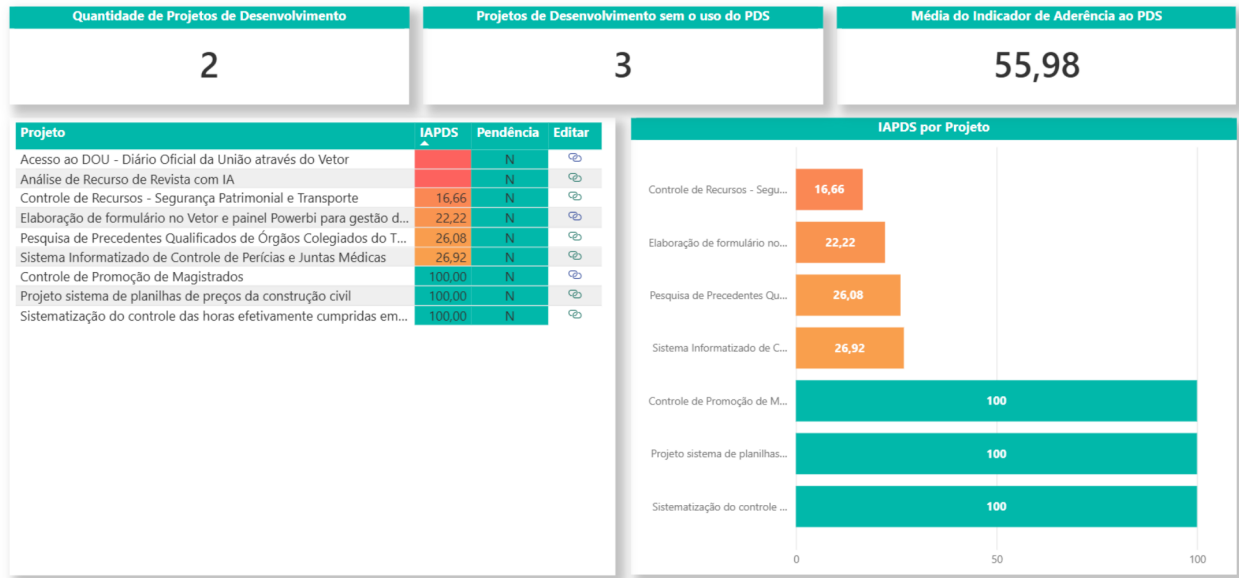 Quantidade de Projetos de Desenvolvimento
2
Projetos de Desenvolvimento sem o uso do PDS
3
Média do Indicador de Aderência ao PDS
55,98
Projeto IAPDS Pendência Editar
Acesso ao DOU - Diário Oficial da União através do Vetor N
Análise de Recurso de Revista com IA N
Controle de Recursos - Segurança Patrimonial e Transporte 16,66 N
Elaboração de formulário no Vetor e painel Powerbi para gestão d... 22,22 N
Pesquisa de Precedentes Qualificados de Órgãos Colegiados do T... 26,08 N
Sistema Informatizado de Controle de Perícias e Juntas Médicas 26,92 N
Controle de Promoção de Magistrados 100,00 N
Projeto sistema de planilhas de preços da construção civil 100,00 N
Sistematização do controle das horas efetivamente cumpridas em... 100,00 N
IAPDS por Projeto
Controle de Recursos - Segu... 16,66
Elaboração de formulário no... 22,22
Pesquisa de Precedentes Qu... 26,08
Sistema Informatizado de C... 26,92
Controle de Promoção de M... 100
Projeto sistema de planilhas... 100
Sistematização do controle ... 100
0 50 100